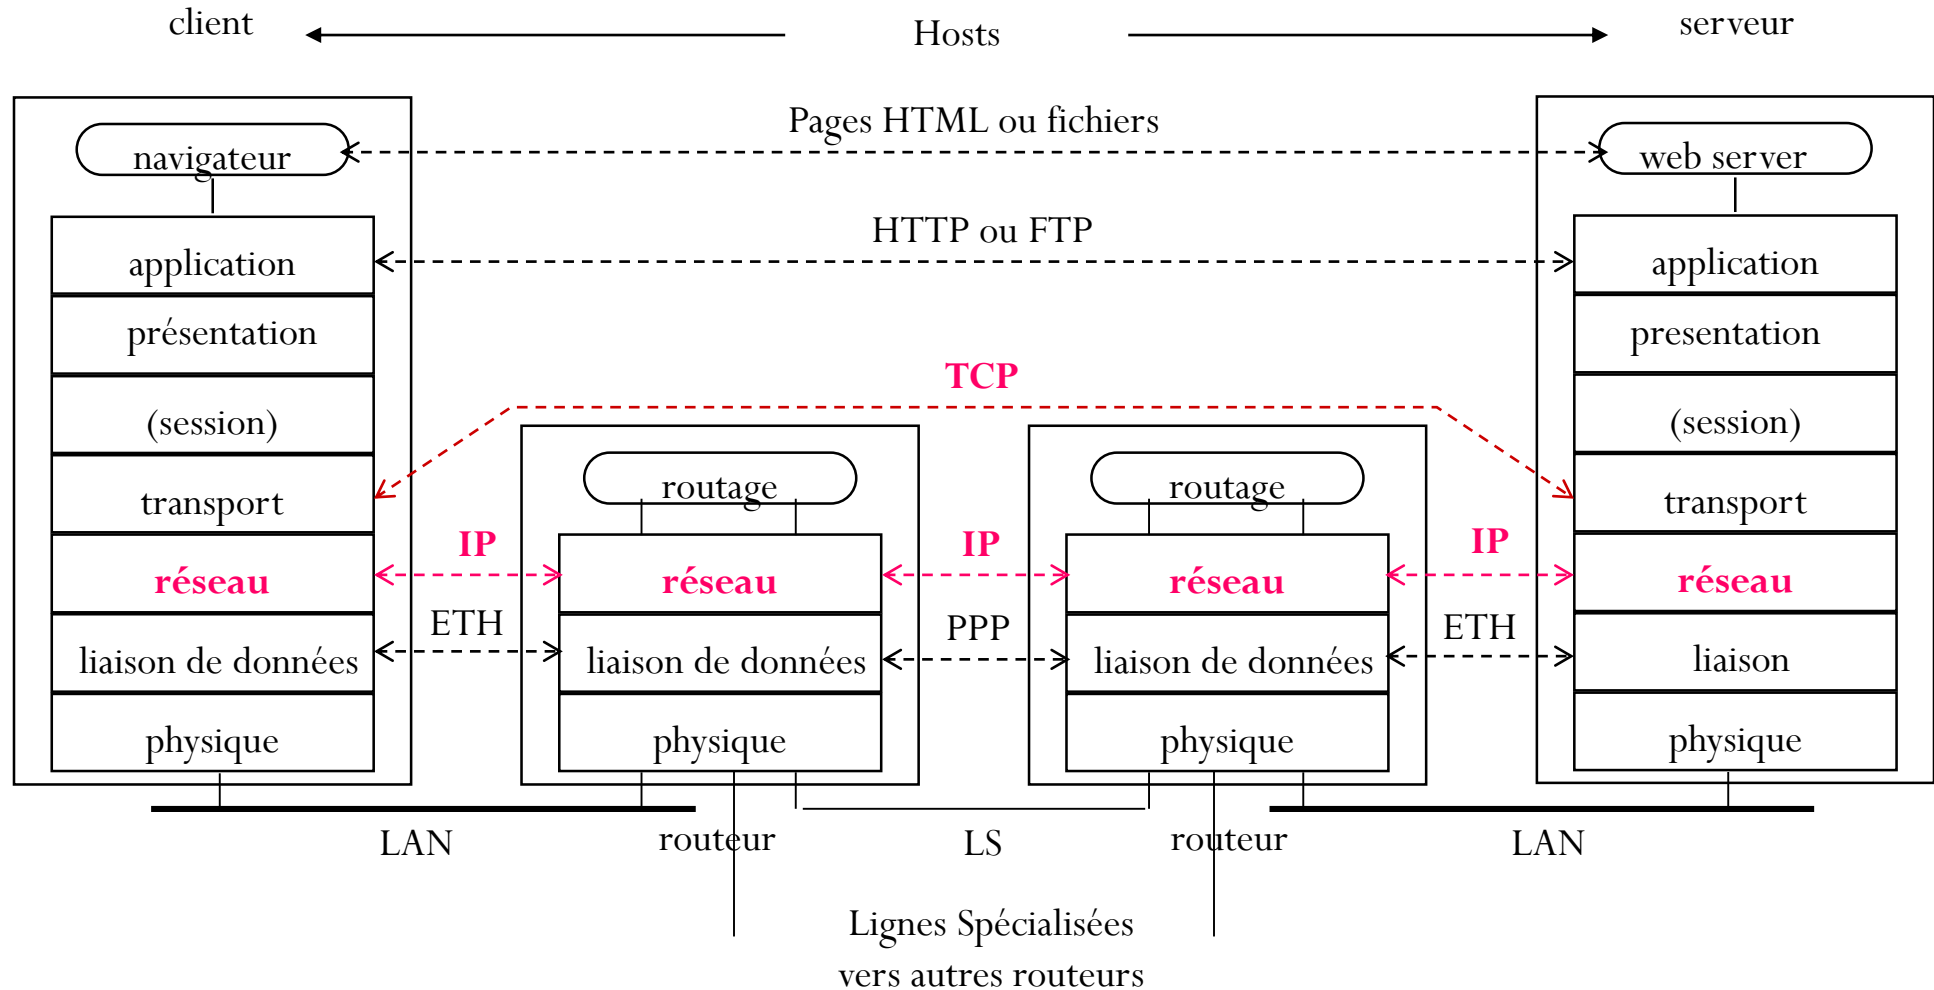 client
Hosts
serveur
Pages HTML ou fichiers
navigateur
web server
HTTP ou FTP
application
application
présentation
presentation
TCP
(session)
(session)
routage
routage
transport
transport
IP
IP
IP
réseau
réseau
réseau
réseau
ETH
PPP
ETH
liaison de données
liaison de données
liaison de données
liaison
physique
physique
physique
physique
LAN
routeur
LS
routeur
LAN
Lignes Spécialisées
vers autres routeurs